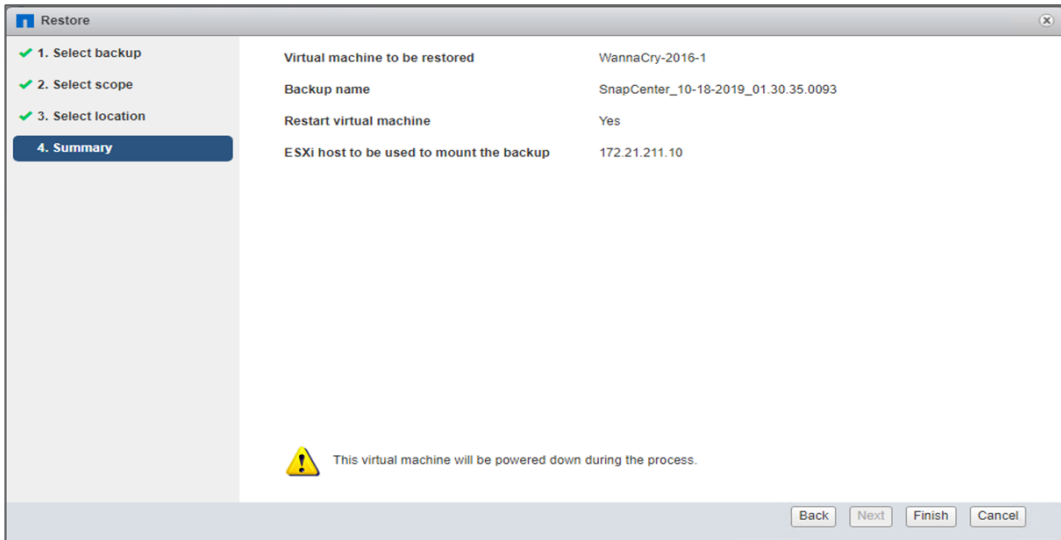 Restore
1. Select backup
2. Select scope
3. Select location
4. Summary
Virtual machine to be restored WannaCry-2016-1
Backup name SnapCenter_10-18-2019_01.30.35.0093
Restart virtual machine Yes
ESXi host to be used to mount the backup 172.21.211.10
This virtual machine will be powered down during the process.
Back Next Finish Cancel